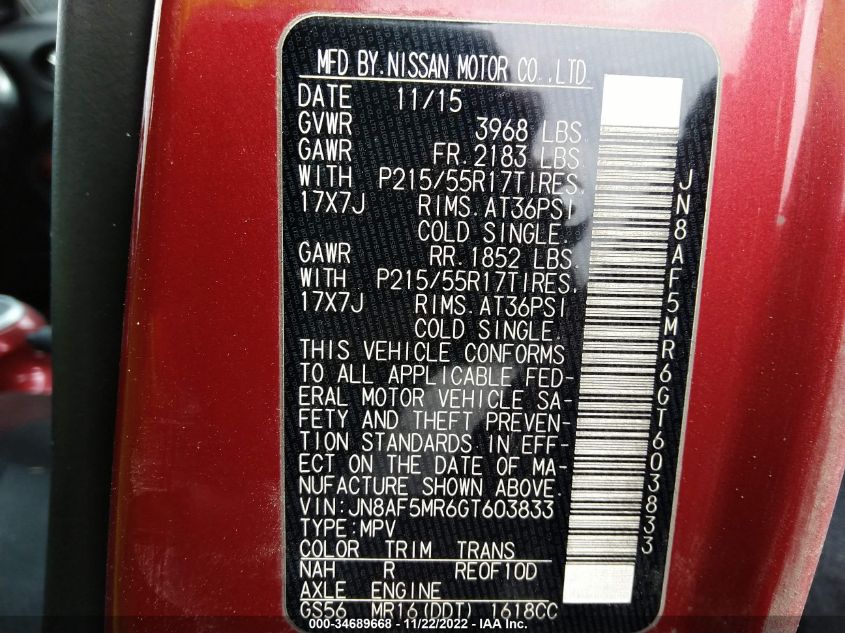 MFD BY.NISSAN MOTOR CO.,LTD.
DATE 11/15
GVWR 3968 LBS
GAWR FR.2183 LBS
WITH P215/55R17TIRES.
17X7J RIMS.AT36PSI
COLD SINGLE.
GAWR RR.1852 LBS.
WITH P215/55R17TIRES.
17X7J RIMS.AT36PSI
COLD SINGLE.
THIS VEHICLE CONFORMS
TO ALL APPLICABLE FED-
ERAL MOTOR VEHICLE SA-
FETY AND THEFT PREVEN-
TION STANDARDS IN EFF-
ECT ON THE DATE OF MA-
NUFACTURE SHOWN ABOVE.
VIN:JN8AF5MR6GT603833
TYPE:MPV
COLOR TRIM TRANS
NAH R RE0F10D
AXLE ENGINE
GS56 MR16(DDT) 1618CC
JN8AF5MR6GT603833
000-34689668 - 11/22/2022 - IAA Inc.